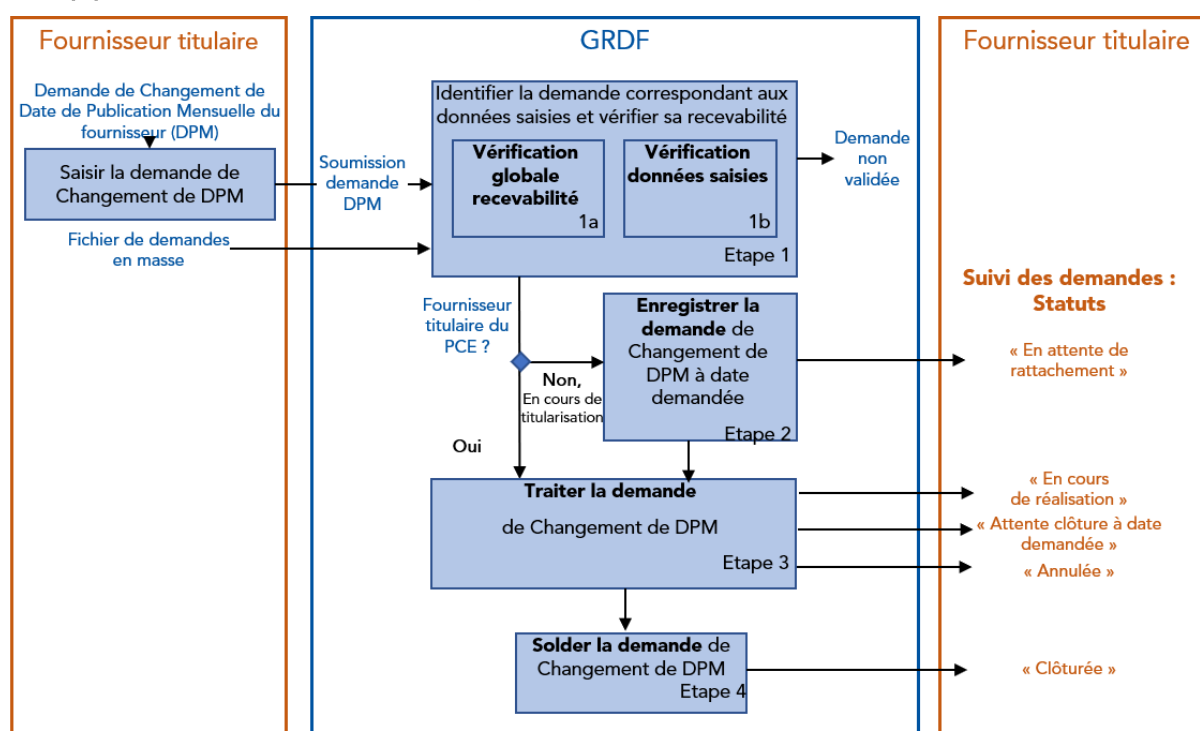 Fournisseur titulaire
Demande de Changement de
Date de Publication Mensuelle du
fournisseur (DPM)
Saisir la demande de
Changement de DPM
Soumission
demande
DPM
Fichier de demandes
en masse
GRDF
Identifier la demande correspondant aux
données saisies et vérifier sa recevabilité
Vérification
globale
recevabilité
1a
Vérification
données saisies
1b
Etape 1
Demande
non
validée
Fournisseur
titulaire du
PCE ?
Non,
En cours de
titularisation
Oui
Enregistrer la
demande de
Changement de
DPM à date
demandée
Etape 2
Traiter la demande
de Changement de DPM
Etape 3
Solder la demande de
Changement de DPM
Etape 4
Fournisseur titulaire
Suivi des demandes :
Statuts
« En attente de
rattachement »
« En cours
de réalisation »
« Attente clôture à date
demandée »
« Annulée »
« Clôturée »